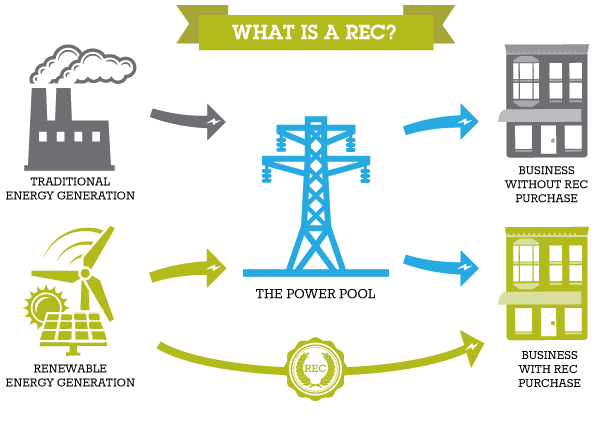 WHAT IS A REC?
TRADITIONAL
ENERGY GENERATION
BUSINESS
WITHOUT REC
PURCHASE
THE POWER POOL
RENEWABLE
ENERGY GENERATION
REC
BUSINESS
WITH REC
PURCHASE